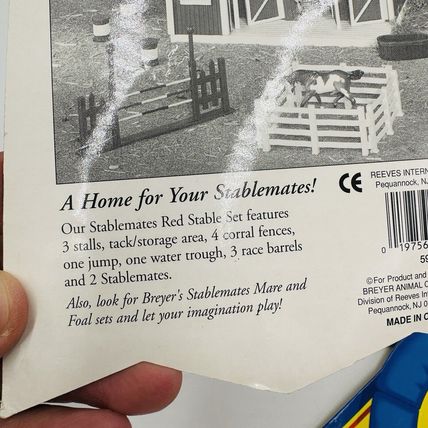 A Home for Your Stablemates!
Our Stablemates Red Stable Set features
3 stalls, tack/storage area, 4 corral fences,
one jump, one water trough, 3 race barrels
and 2 Stablemates.
Also, look for Breyer's Stablemates Mare and
Foal sets and let your imagination play!
CE REEVES INTERN
Pequannock, NJ
0 19756
59
©For Product and
BREYER ANIMAL C
Division of Reeves In
Pequannock, NJ 0
MADE IN C